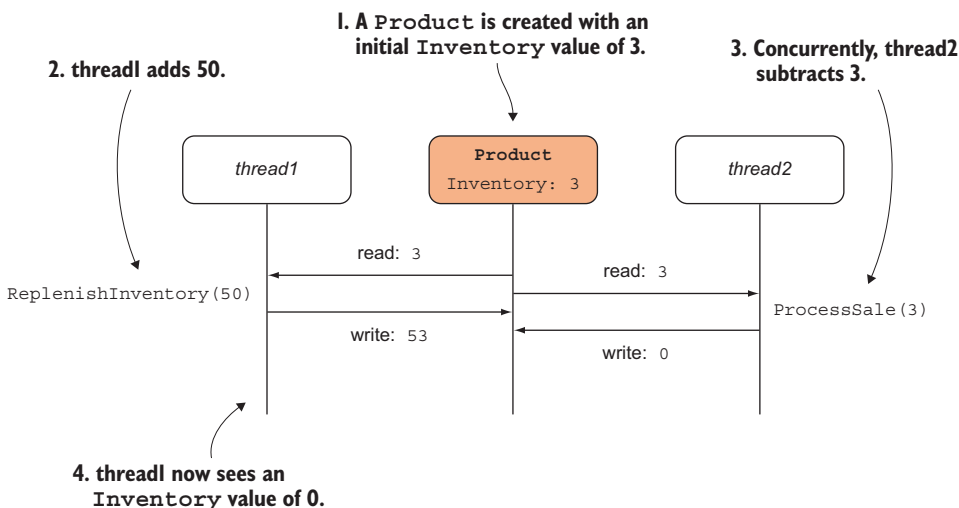 1. A Product is created with an
initial Inventory value of 3.
2. thread1 adds 50.
3. Concurrently, thread2
subtracts 3.
thread1
Product
Inventory: 3
thread2
read: 3
read: 3
ReplenishInventory(50)
ProcessSale(3)
write: 53
write: 0
4. thread1 now sees an
Inventory value of 0.